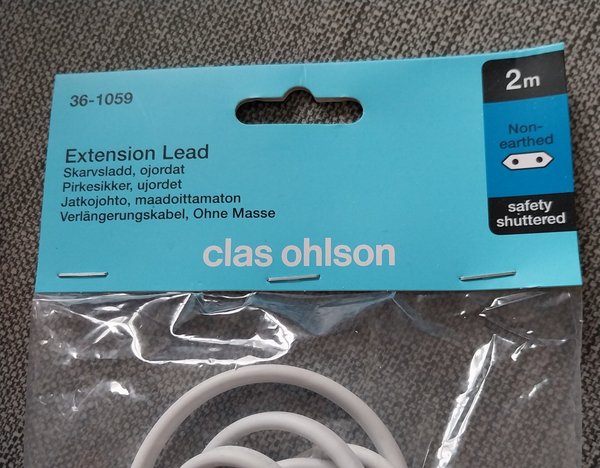 36-1059
2m
Non-
earthed
safety
shuttered
Extension Lead
Skarvsladd, ojordat
Pirkesikker, ujordet
Jatkojohto, maadoittamaton
Verlängerungskabel, Ohne Masse
clas ohlson